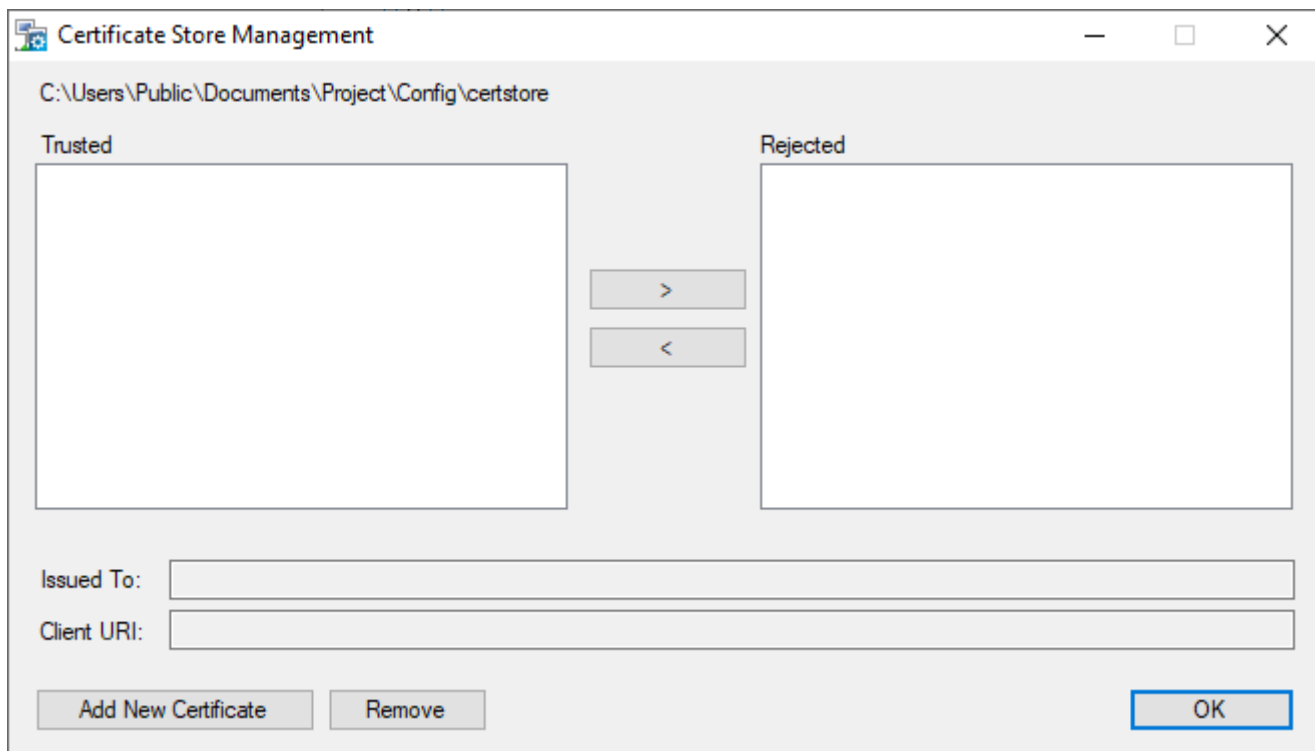 Certificate Store Management
C:\Users\Public\Documents\Project\Config\certstore
Trusted
Rejected
>
<
Issued To:
Client URI:
Add New Certificate
Remove
OK